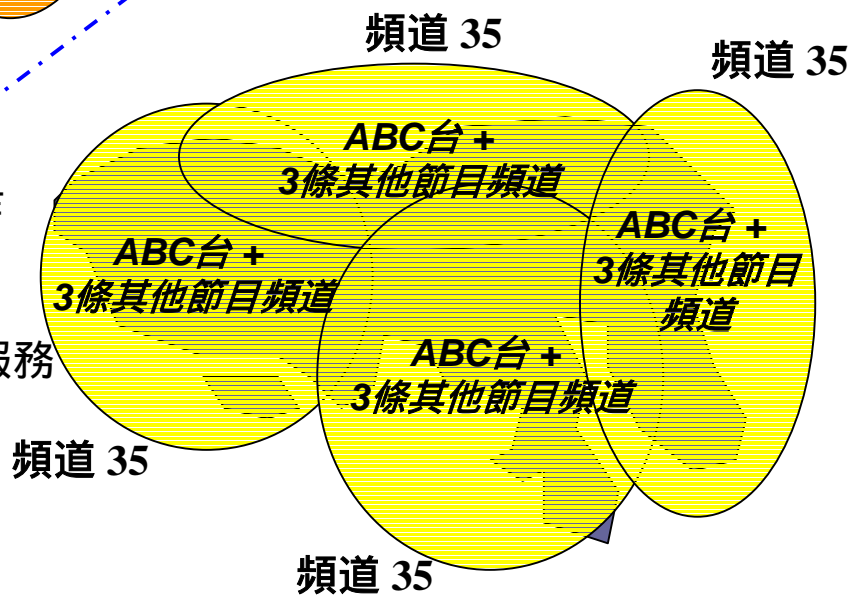 頻道 35
頻道 35
ABC台 +
3條其他節目頻道
ABC台 +
3條其他節目
頻道
ABC台 +
3條其他節目頻道
ABC台 +
3條其他節目頻道
服務
頻道 35
頻道 35